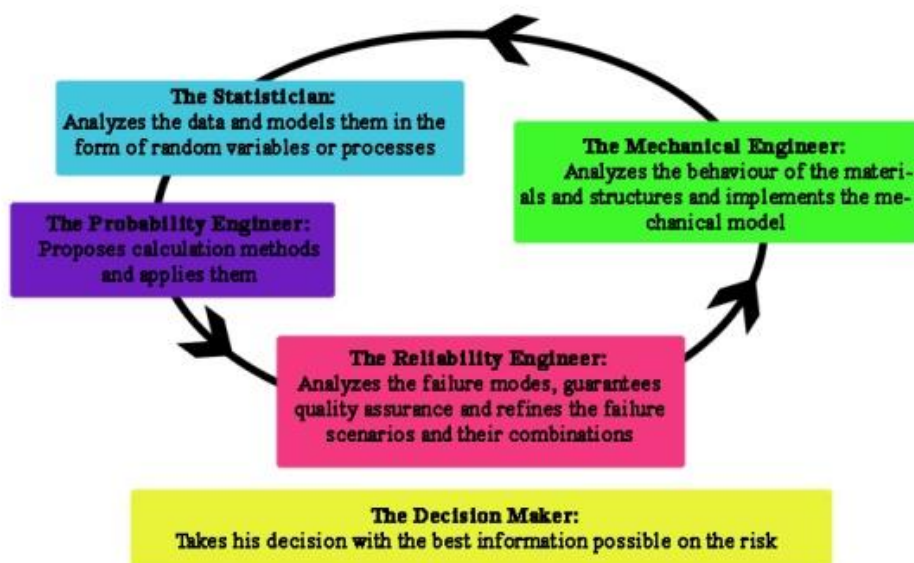 The Statistician:
Analyzes the data and models them in the
form of random variables or processes
The Mechanical Engineer:
Analyzes the behaviour of the materi-
als and structures and implements the me-
chanical model
The Probability Engineer:
Proposes calculation methods
and applies them
The Reliability Engineer:
Analyzes the failure modes, guarantees
quality assurance and refines the failure
scenarios and their combinations
The Decision Maker:
Takes his decision with the best information possible on the risk